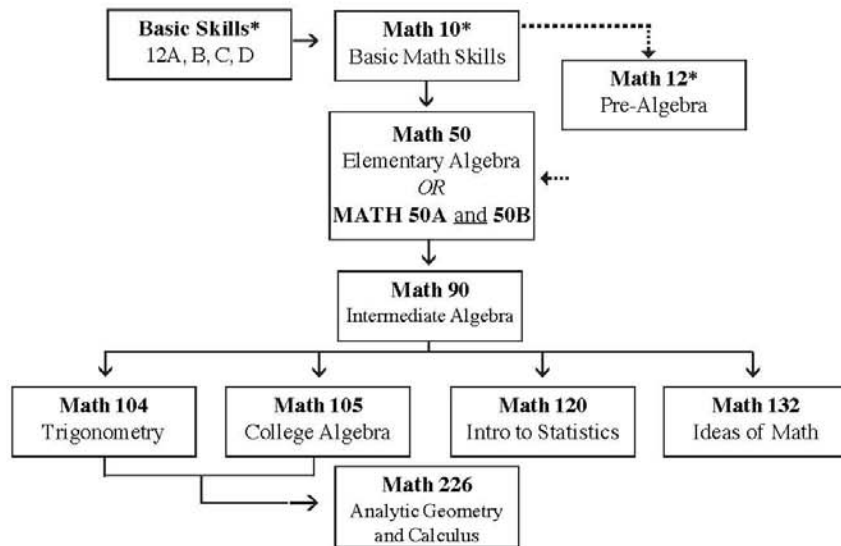 Basic Skills*
12A, B, C, D
Math 10*
Basic Math Skills
Math 12*
Pre-Algebra
Math 50
Elementary Algebra
OR
MATH 50A and 50B
Math 90
Intermediate Algebra
Math 104
Trigonometry
Math 105
College Algebra
Math 120
Intro to Statistics
Math 132
Ideas of Math
Math 226
Analytic Geometry
and Calculus